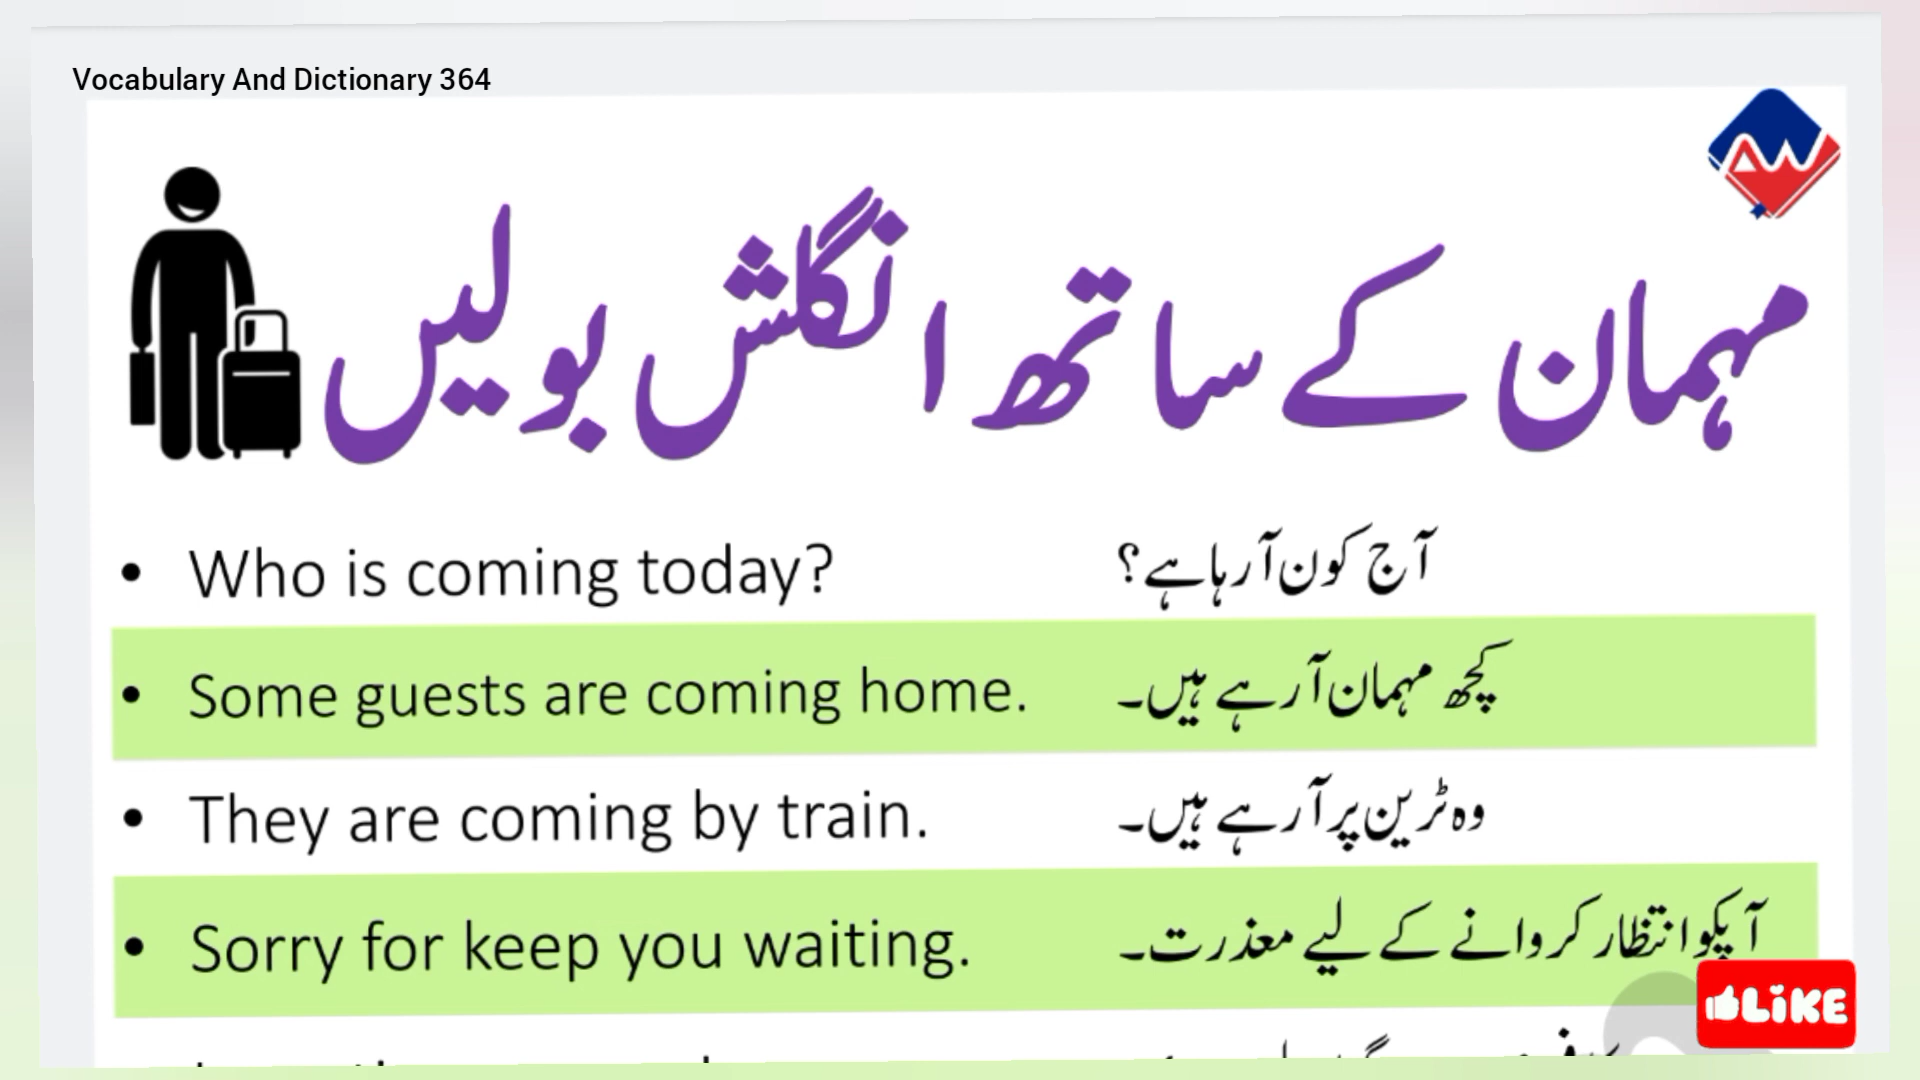 Vocabulary And Dictionary 364
AW
مہمان کے ساتھ انگلش بولیں
• Who is coming today? آج کون آرہا ہے؟
• Some guests are coming home. کچھ مہمان آرہے ہیں۔
• They are coming by train. وہ ٹرین پر آرہے ہیں۔
• Sorry for keep you waiting. آپکو انتظار کروانے کے لیے معذرت۔
LIKE